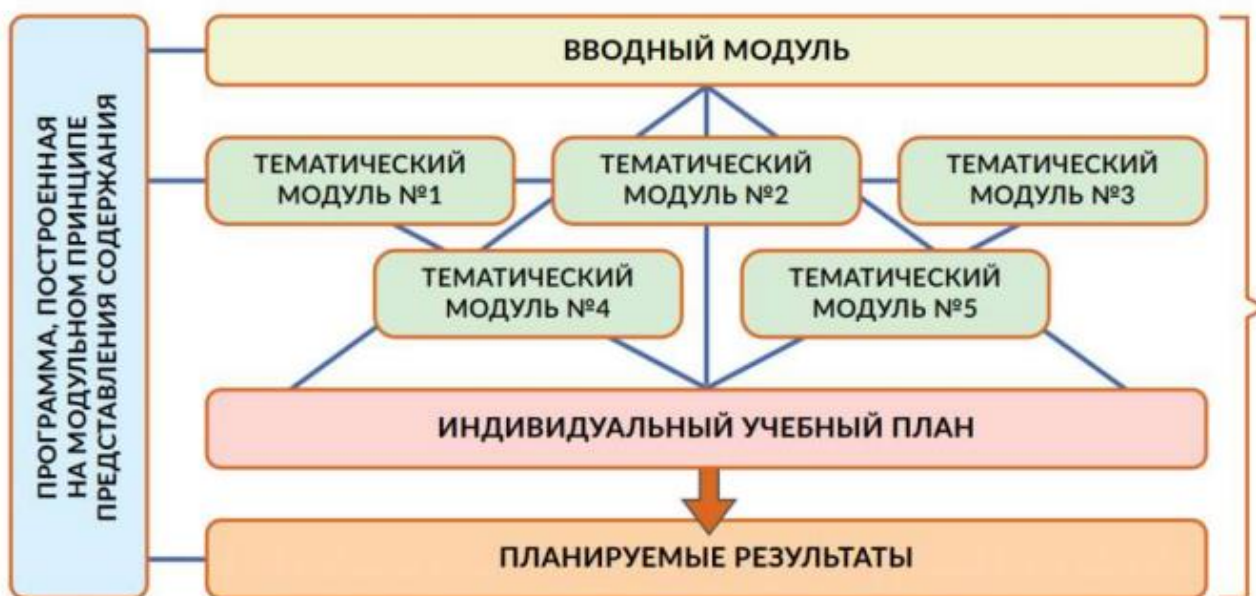 ПРОГРАММА, ПОСТРОЕННАЯ
НА МОДУЛЬНОМ ПРИНЦИПЕ
ПРЕДСТАВЛЕНИЯ СОДЕРЖАНИЯ
ВВОДНЫЙ МОДУЛЬ
ТЕМАТИЧЕСКИЙ
МОДУЛЬ №1
ТЕМАТИЧЕСКИЙ
МОДУЛЬ №2
ТЕМАТИЧЕСКИЙ
МОДУЛЬ №3
ТЕМАТИЧЕСКИЙ
МОДУЛЬ №4
ТЕМАТИЧЕСКИЙ
МОДУЛЬ №5
ИНДИВИДУАЛЬНЫЙ УЧЕБНЫЙ ПЛАН
ПЛАНИРУЕМЫЕ РЕЗУЛЬТАТЫ